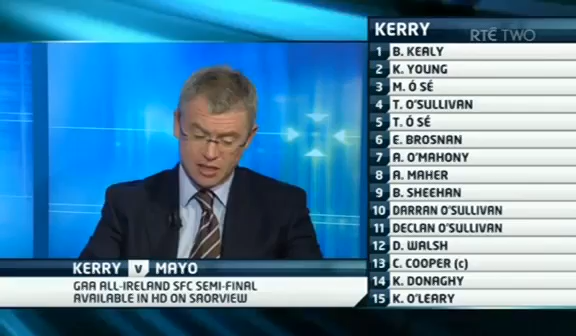 KERRY
RTÉ TWO
1 B. KEALY
2 K. YOUNG
3 M. Ó SÉ
4 T. O'SULLIVAN
5 T. Ó SÉ
6 E. BROSNAN
7 A. O'MAHONY
8 A. MAHER
9 B. SHEEHAN
10 DARRAN O'SULLIVAN
11 DECLAN O'SULLIVAN
12 D. WALSH
13 C. COOPER (c)
14 K. DONAGHY
15 K. O'LEARY
KERRY V MAYO
GAA ALL-IRELAND SFC SEMI-FINAL
AVAILABLE IN HD ON SAORVIEW